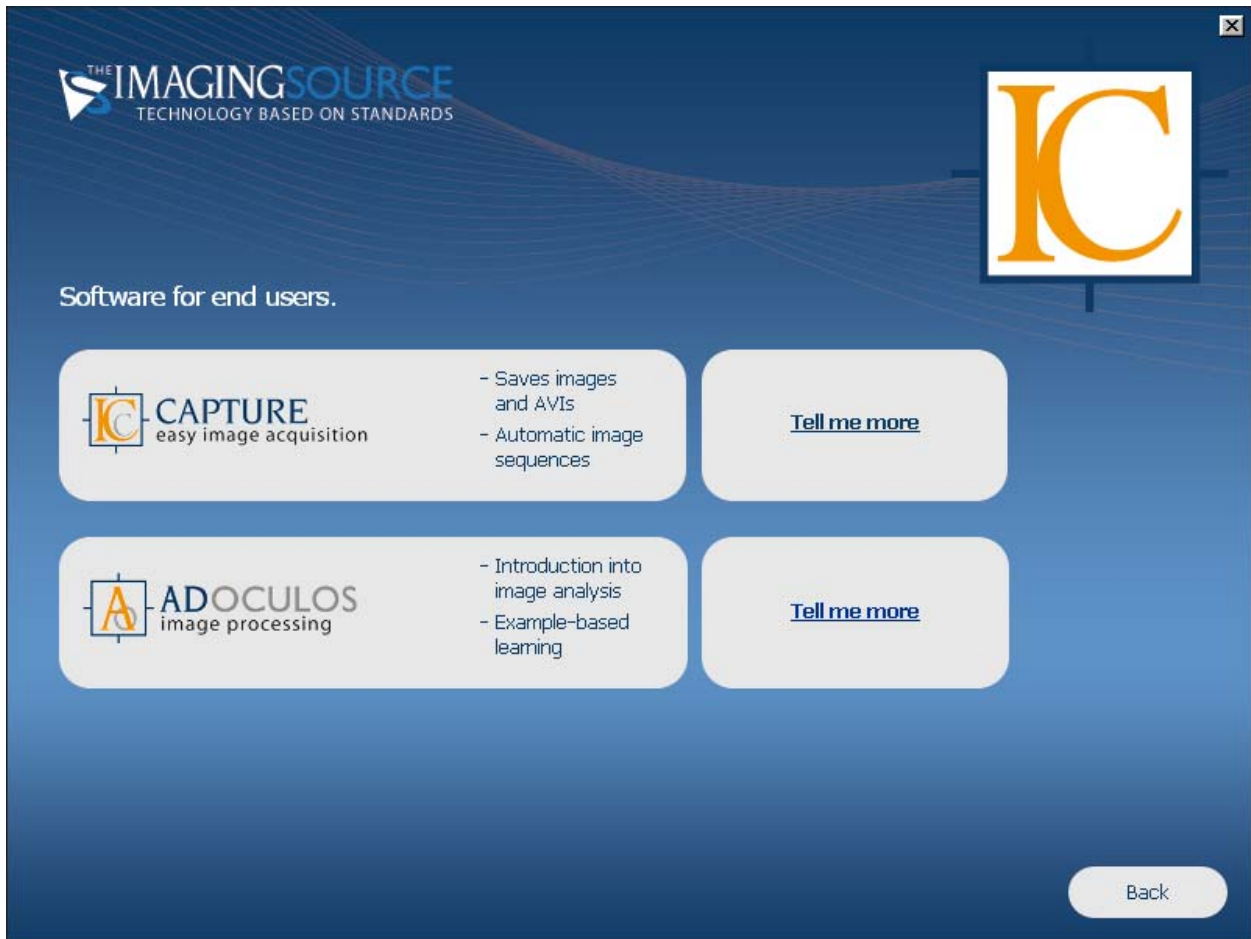 THE IMAGINGSOURCE
TECHNOLOGY BASED ON STANDARDS
IC
Software for end users.
IC CAPTURE
easy image acquisition
- Saves images
and AVIs
- Automatic image
sequences
Tell me more
AO ADOCULOS
image processing
- Introduction into
image analysis
- Example-based
learning
Tell me more
Back